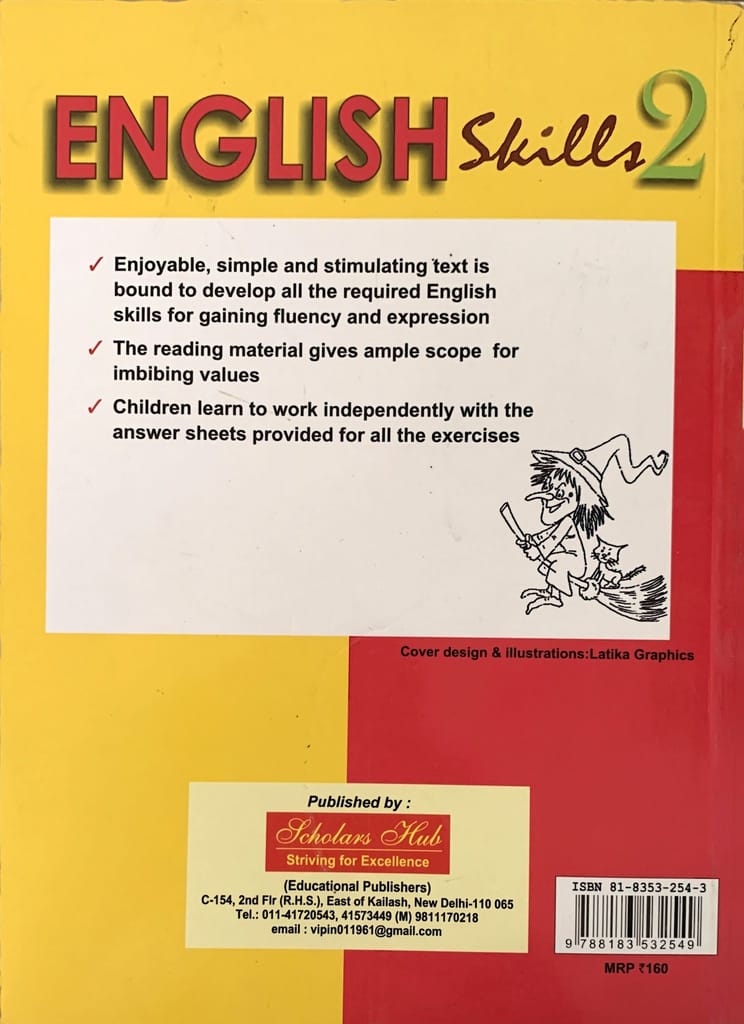 ENGLISH Skills 2
✓ Enjoyable, simple and stimulating text is
bound to develop all the required English
skills for gaining fluency and expression
✓ The reading material gives ample scope for
imbibing values
✓ Children learn to work independently with the
answer sheets provided for all the exercises
Cover design & illustrations:Latika Graphics
Published by :
Scholars Hub
Striving for Excellence
(Educational Publishers)
C-154, 2nd Flr (R.H.S.), East of Kailash, New Delhi-110 065
Tel.: 011-41720543, 41573449 (M) 9811170218
email : vipin011961@gmail.com
ISBN 81-8353-254-3
9 788183 532549
MRP ₹160